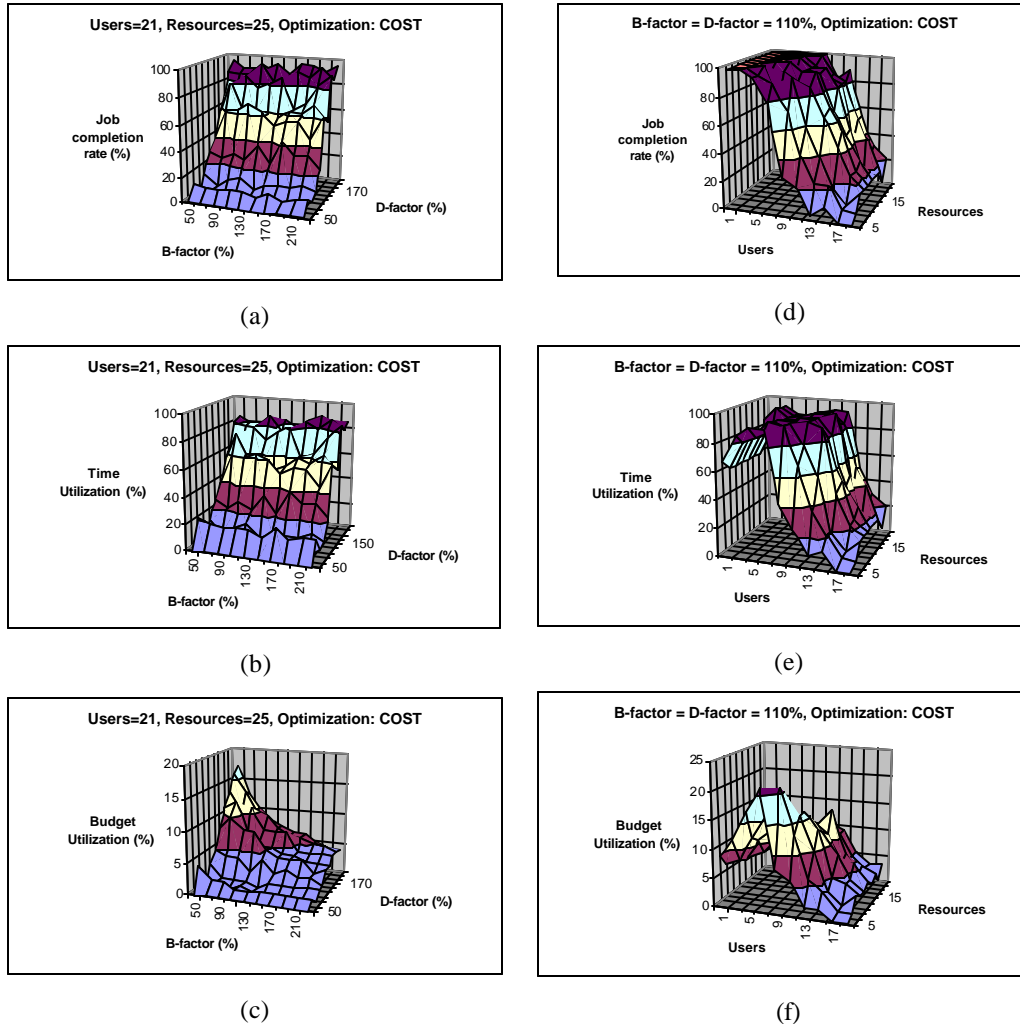 Users=21, Resources=25, Optimization: COST
100
80
60
40
20
0
Job
completion
rate (%)
50
90
130
170
210
B-factor (%)
50
170
D-factor (%)
(a)
B-factor = D-factor = 110%, Optimization: COST
100
80
60
40
20
0
Job
completion
rate (%)
1
5
9
13
17
Users
5
15
Resources
(d)
Users=21, Resources=25, Optimization: COST
100
80
60
40
20
0
Time
Utilization (%)
50
90
130
170
210
B-factor (%)
50
150
D-factor (%)
(b)
B-factor = D-factor = 110%, Optimization: COST
100
80
60
40
20
0
Time
Utilization (%)
1
5
9
13
17
Users
5
15
Resources
(e)
Users=21, Resources=25, Optimization: COST
20
15
10
5
0
Budget
Utilization (%)
50
90
130
170
210
B-factor (%)
50
170
D-factor (%)
(c)
B-factor = D-factor = 110%, Optimization: COST
25
20
15
10
5
0
Budget
Utilization (%)
1
5
9
13
17
Users
5
15
Resources
(f)